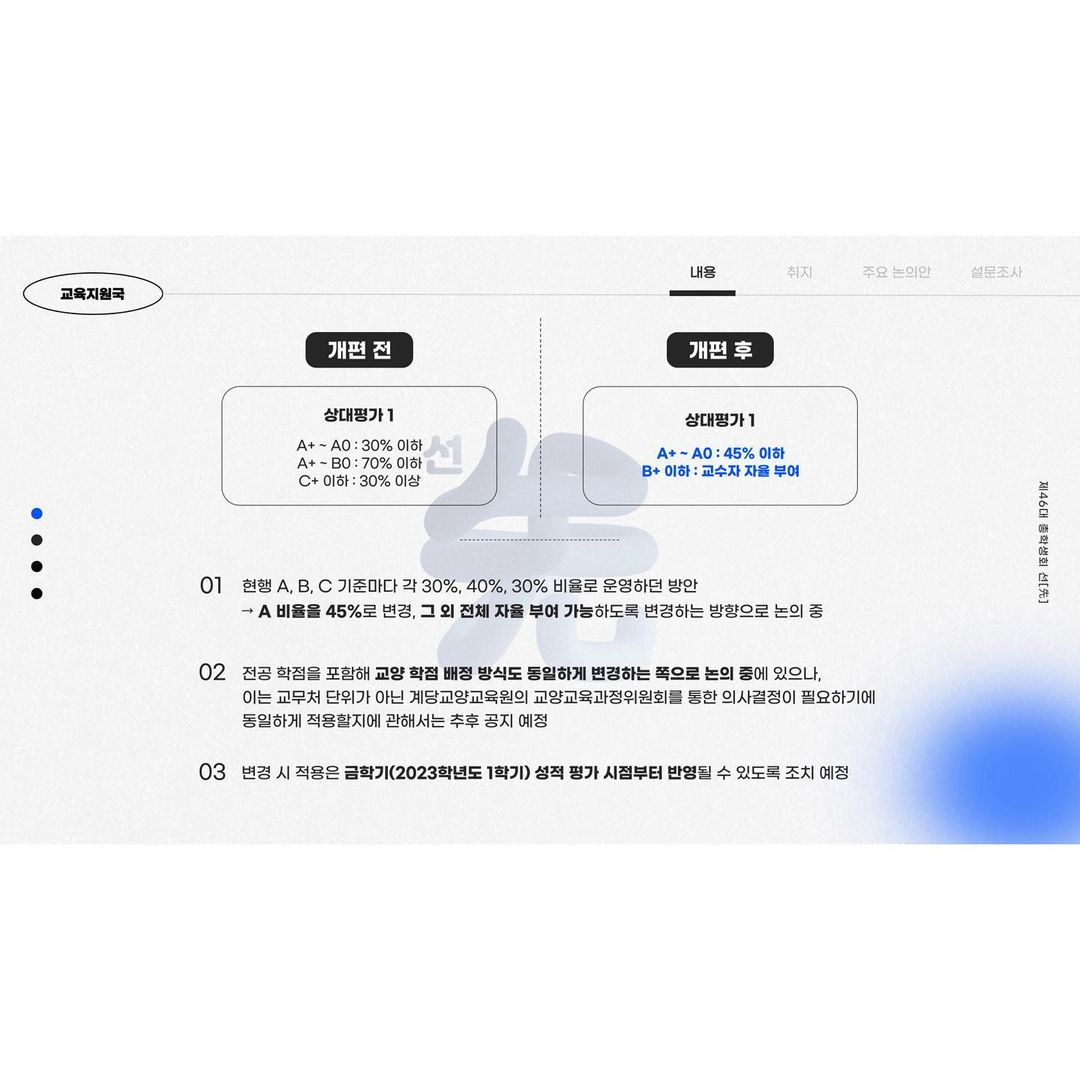 교육지원국
내용 취지 주요 논의안 설문조사
개편 전
상대평가 1
A+ ~ A0 : 30% 이하
A+ ~ B0 : 70% 이하
C+ 이하 : 30% 이상
개편 후
상대평가 1
A+ ~ A0 : 45% 이하
B+ 이하 : 교수자 자율 부여
선
先
01 현행 A, B, C 기준마다 각 30%, 40%, 30% 비율로 운영하던 방안
→ A 비율을 45%로 변경, 그 외 전체 자율 부여 가능하도록 변경하는 방향으로 논의 중
02 전공 학점을 포함해 교양 학점 배정 방식도 동일하게 변경하는 쪽으로 논의 중에 있으나,
이는 교무처 단위가 아닌 계당교양교육원의 교양교육과정위원회를 통한 의사결정이 필요하기에
동일하게 적용할지에 관해서는 추후 공지 예정
03 변경 시 적용은 금학기(2023학년도 1학기) 성적 평가 시점부터 반영될 수 있도록 조치 예정
제46대 총학생회 선[先]